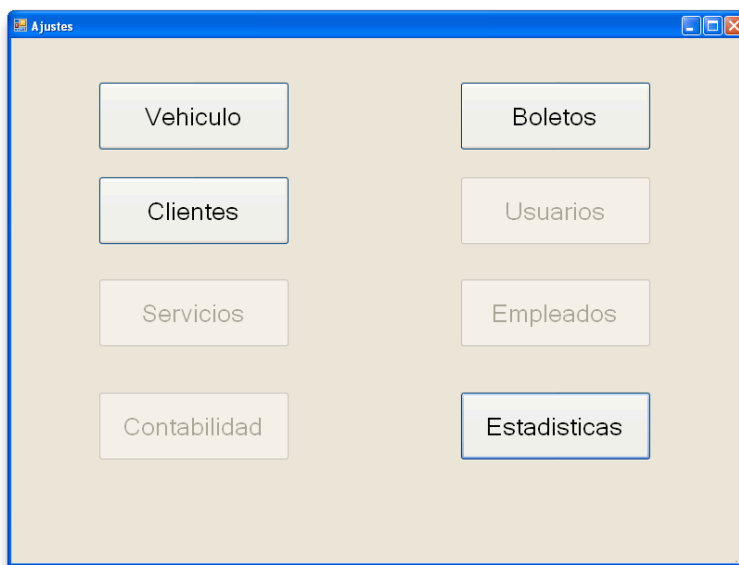 Ajustes
Vehiculo
Boletos
Clientes
Usuarios
Servicios
Empleados
Contabilidad
Estadisticas